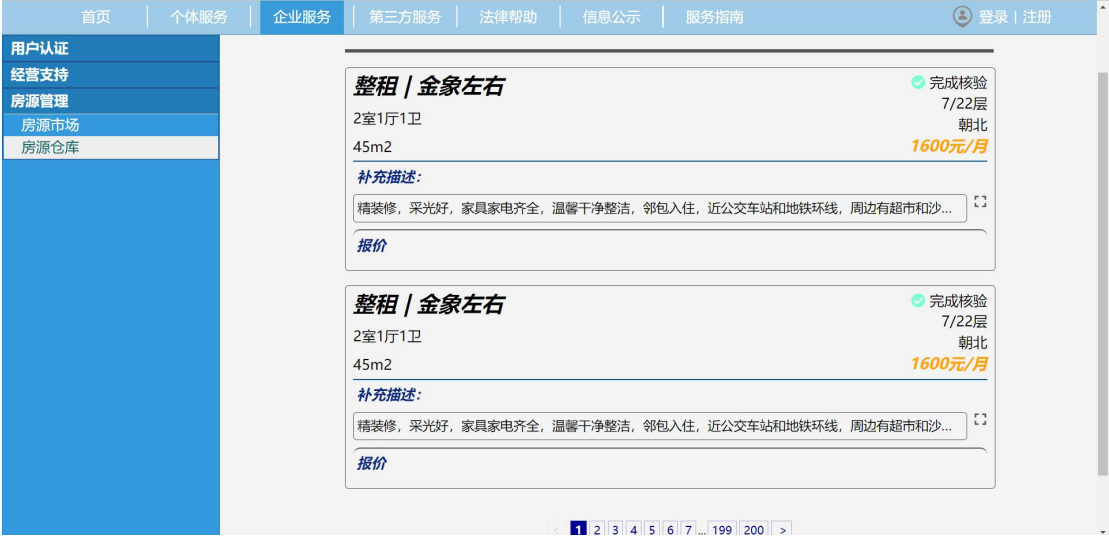 首页 个体服务 企业服务 第三方服务 法律帮助 信息公示 服务指南 登录 | 注册
用户认证
经营支持
房源管理
房源市场
房源仓库
整租 | 金象左右
完成核验
7/22层
2室1厅1卫
朝北
45m2
1600元/月
补充描述：
精装修，采光好，家具家电齐全，温馨干净整洁，邻包入住，近公交车站和地铁环线，周边有超市和沙...
报价
整租 | 金象左右
完成核验
7/22层
2室1厅1卫
朝北
45m2
1600元/月
补充描述：
精装修，采光好，家具家电齐全，温馨干净整洁，邻包入住，近公交车站和地铁环线，周边有超市和沙...
报价
< 1 2 3 4 5 6 7 ... 199 200 >